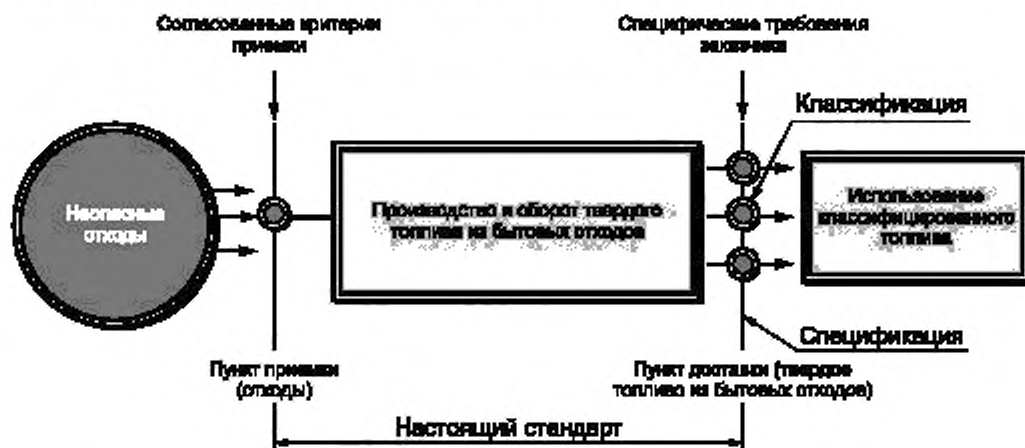 Согласованные критерии
приемки
Специфические требования
заказчика
Классификация
Неопасные
отходы
Производство и оборот твердого
топлива из бытовых отходов
Использование
классифицированного
топлива
Спецификация
Пункт приемки
(отходы)
Пункт доставки (твердое
топливо из бытовых отходов)
Настоящий стандарт